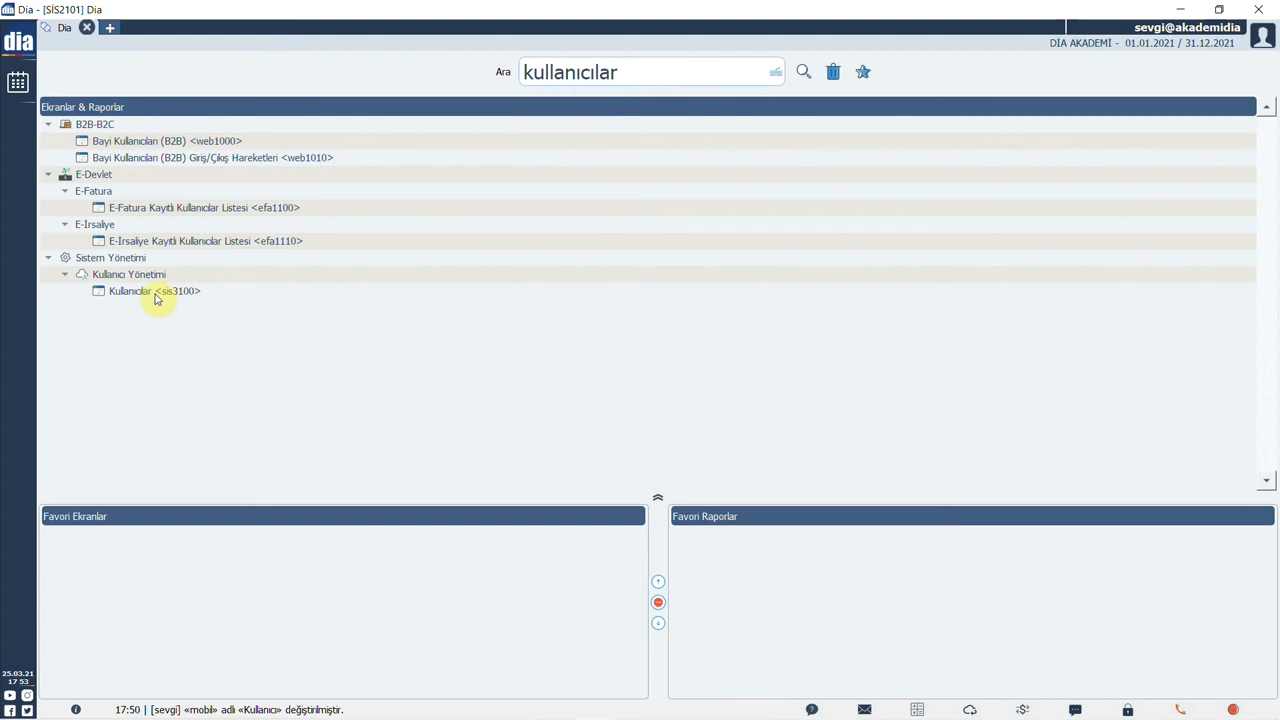 Dia - [SİS2101] Dia
Dia
sevgi@akademidia
DİA AKADEMİ - 01.01.2021 / 31.12.2021
dia
Ara
kullanıcılar
Ekranlar & Raporlar
B2B-B2C
Bayi Kullanıcıları (B2B) <web1000>
Bayi Kullanıcıları (B2B) Giriş/Çıkış Hareketleri <web1010>
E-Devlet
E-Fatura
E-Fatura Kayıtlı Kullanıcılar Listesi <efa1100>
E-İrsaliye
E-İrsaliye Kayıtlı Kullanıcılar Listesi <efa1110>
Sistem Yönetimi
Kullanıcı Yönetimi
Kullanıcılar <sis3100>
Favori Ekranlar
Favori Raporlar
25.03.21
17 53
17:50 | [sevgi] «mobil» adlı «Kullanıcı» değiştirilmiştir.